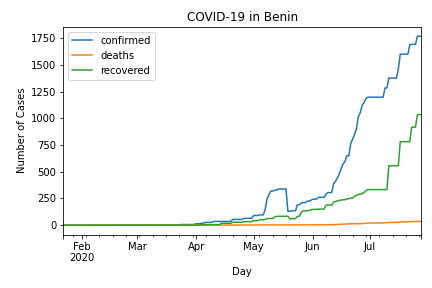 COVID-19 in Benin
confirmed
deaths
recovered
Number of Cases
1750
1500
1250
1000
750
500
250
0
Feb Mar Apr May Jun Jul
2020
Day